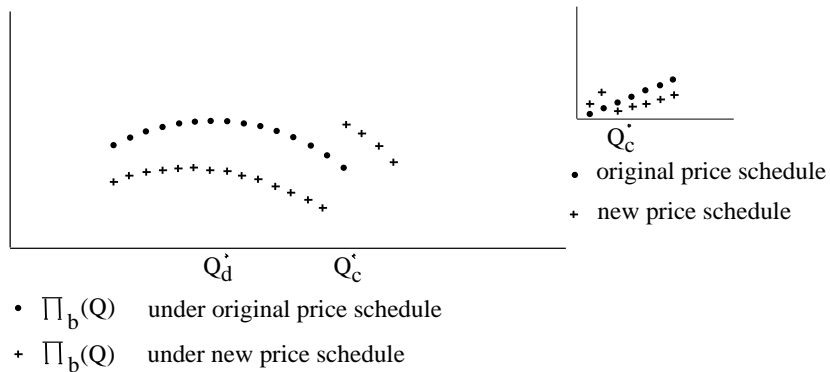 Q*c
• original price schedule
+ new price schedule
Q*d Q*c
• ∏b(Q) under original price schedule
+ ∏b(Q) under new price schedule